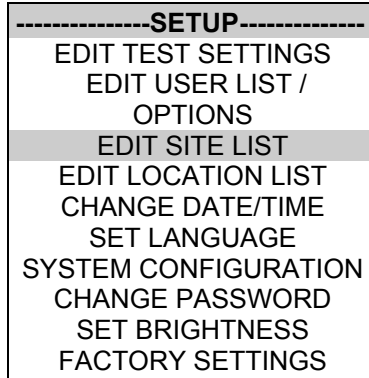 ---------------SETUP--------------
EDIT TEST SETTINGS
EDIT USER LIST /
OPTIONS
EDIT SITE LIST
EDIT LOCATION LIST
CHANGE DATE/TIME
SET LANGUAGE
SYSTEM CONFIGURATION
CHANGE PASSWORD
SET BRIGHTNESS
FACTORY SETTINGS